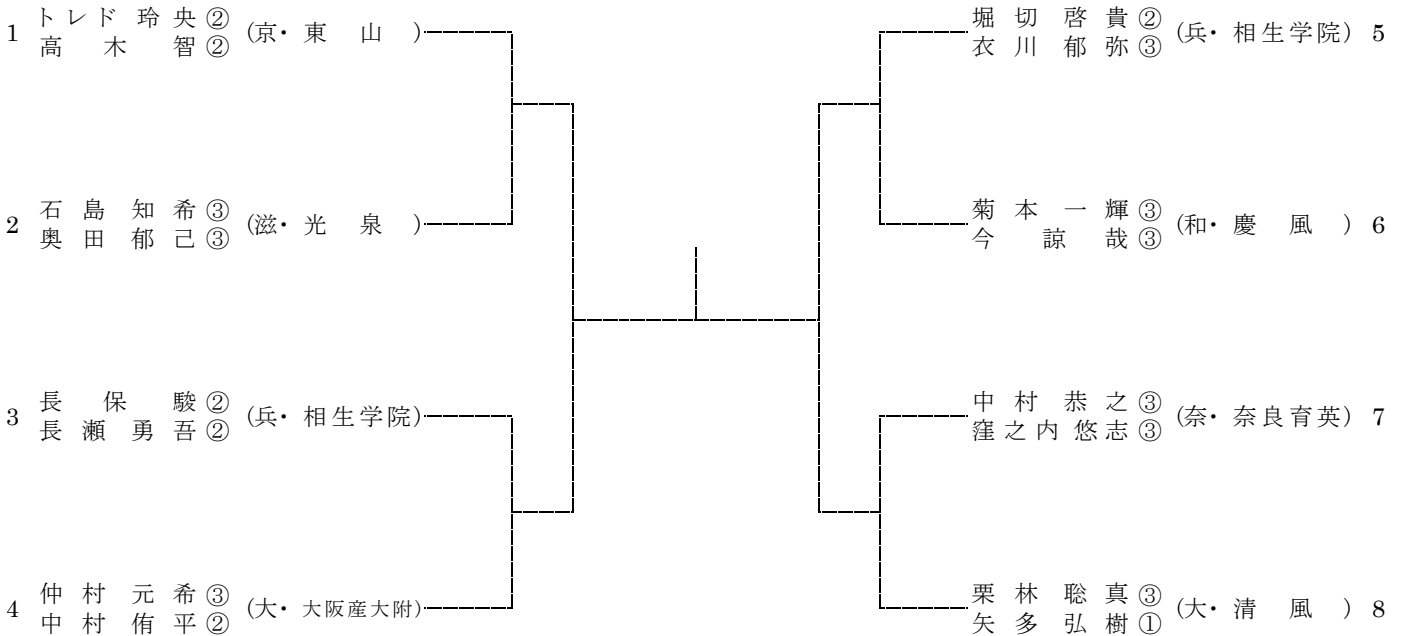 1 トレド 玲央② (京・東 山 )
高 木 智②
2 石 島 知 希③ (滋・光 泉 )
奥 田 郁 己③
3 長 保 駿② (兵・相生学院)
長 瀬 勇 吾②
4 仲 村 元 希③ (大・大阪産大附)
中 村 侑 平②
堀 切 啓 貴② (兵・相生学院) 5
衣 川 郁 弥③
菊 本 一 輝③ (和・慶 風 ) 6
今 諒 哉③
中 村 恭 之③ (奈・奈良育英) 7
窪之内 悠志③
栗 林 聡 真③ (大・清 風 ) 8
矢 多 弘 樹①